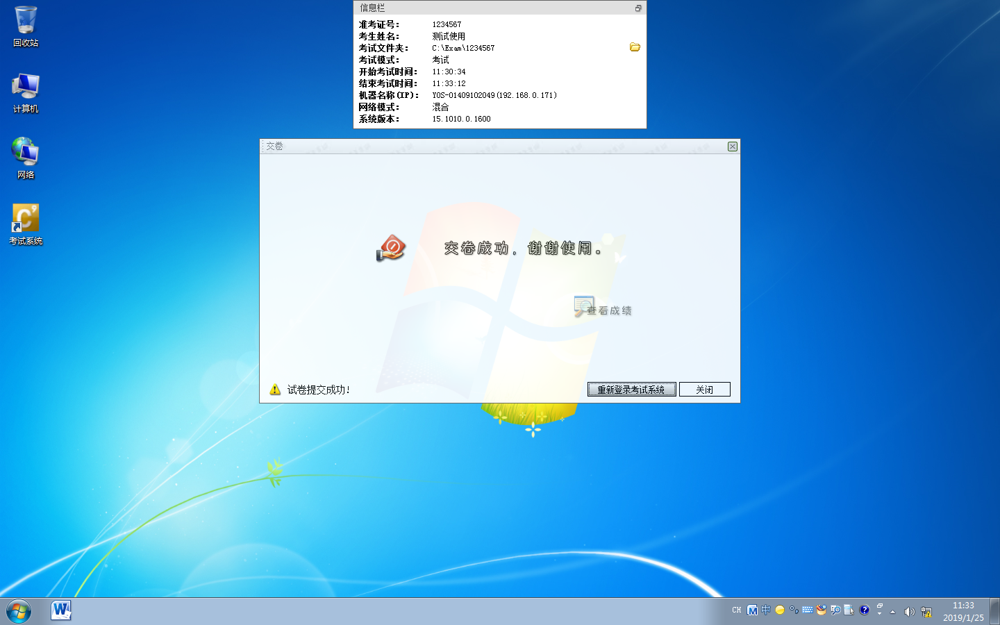 信息栏
准考证号： 1234567
考生姓名： 测试使用
考试文件夹： C:\Exam\1234567
考试模式： 考试
开始考试时间： 11:30:34
结束考试时间： 11:33:12
机器名称(IP)： YOS-01409102049(192.168.0.171)
网络模式： 混合
系统版本： 15.1010.0.1600
回收站
计算机
网络
考试系统
交卷
交卷成功，谢谢使用。
查看成绩
试卷提交成功!
重新登录考试系统
关闭
CH
中
11:33
2019/1/25